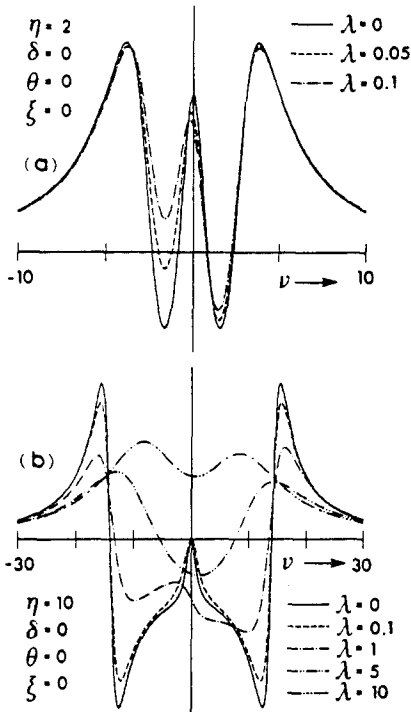 η=2
δ=0
θ=0
ξ=0
λ=0
λ=0.05
λ=0.1
(a)
-10
ν →
10
(b)
-30
ν →
30
η=10
δ=0
θ=0
ξ=0
λ=0
λ=0.1
λ=1
λ=5
λ=10